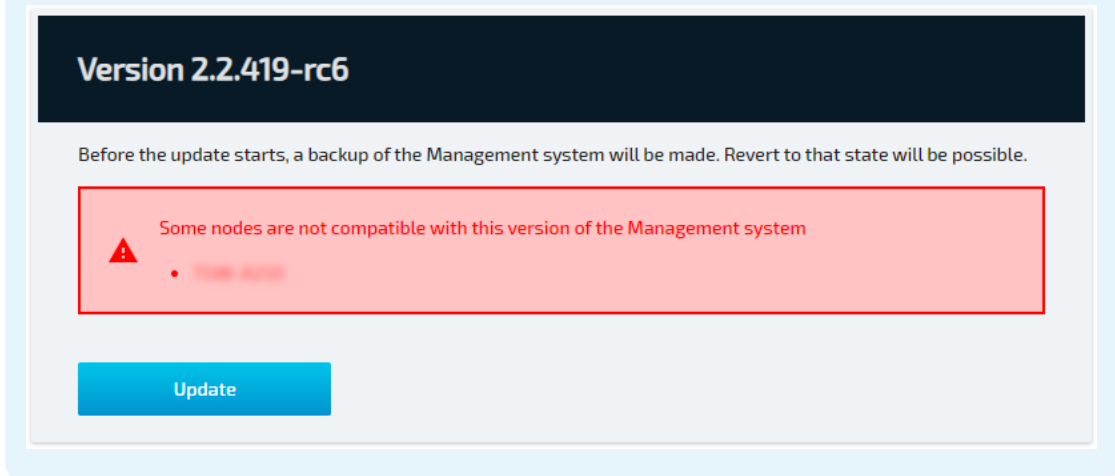 Version 2.2.419-rc6
Before the update starts, a backup of the Management system will be made. Revert to that state will be possible.
Some nodes are not compatible with this version of the Management system
Update